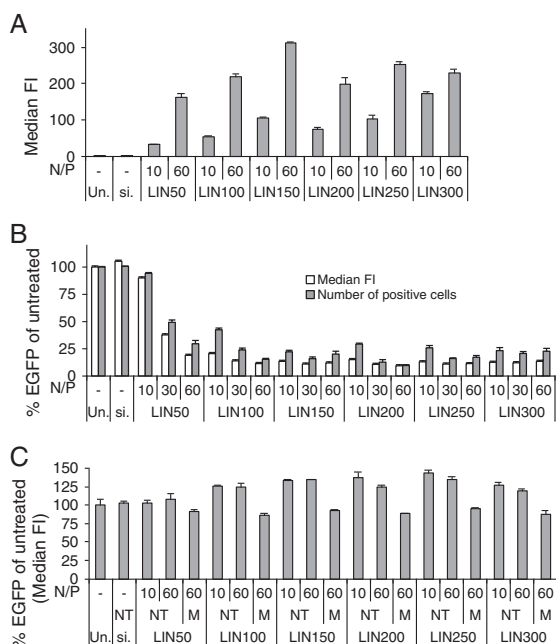 A
Median FI
300
200
100
0
N/P - - 10 60 10 60 10 60 10 60 10 60 10 60
Un. si. LIN50 LIN100 LIN150 LIN200 LIN250 LIN300
B
% EGFP of untreated
Median FI
Number of positive cells
100
75
50
25
0
N/P - - 10 30 60 10 30 60 10 30 60 10 30 60 10 30 60 10 30 60
Un. si. LIN50 LIN100 LIN150 LIN200 LIN250 LIN300
C
% EGFP of untreated
(Median FI)
150
125
100
75
50
25
0
N/P - - 10 60 60 10 60 60 10 60 60 10 60 60 10 60 60 10 60 60
NT NT M NT M NT M NT M NT M NT M
Un. si. LIN50 LIN100 LIN150 LIN200 LIN250 LIN300